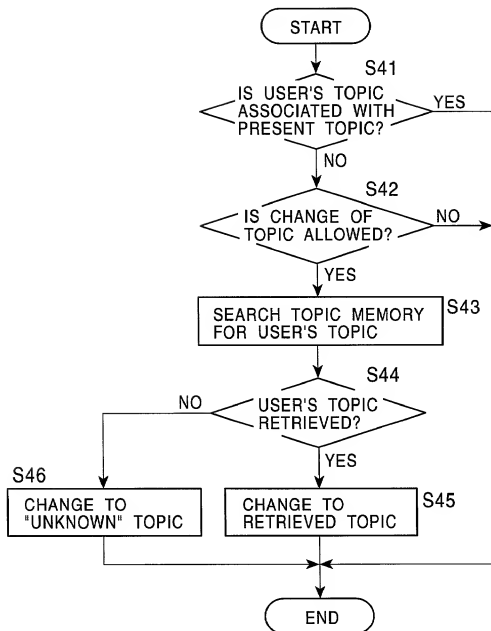 START
S41
IS USER'S TOPIC
ASSOCIATED WITH
PRESENT TOPIC?
YES
NO
S42
IS CHANGE OF
TOPIC ALLOWED?
NO
YES
S43
SEARCH TOPIC MEMORY
FOR USER'S TOPIC
S44
NO
USER'S TOPIC
RETRIEVED?
YES
S46
CHANGE TO
"UNKNOWN" TOPIC
S45
CHANGE TO
RETRIEVED TOPIC
END